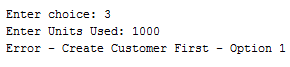 Enter choice: 3
Enter Units Used: 1000
Error - Create Customer First - Option 1